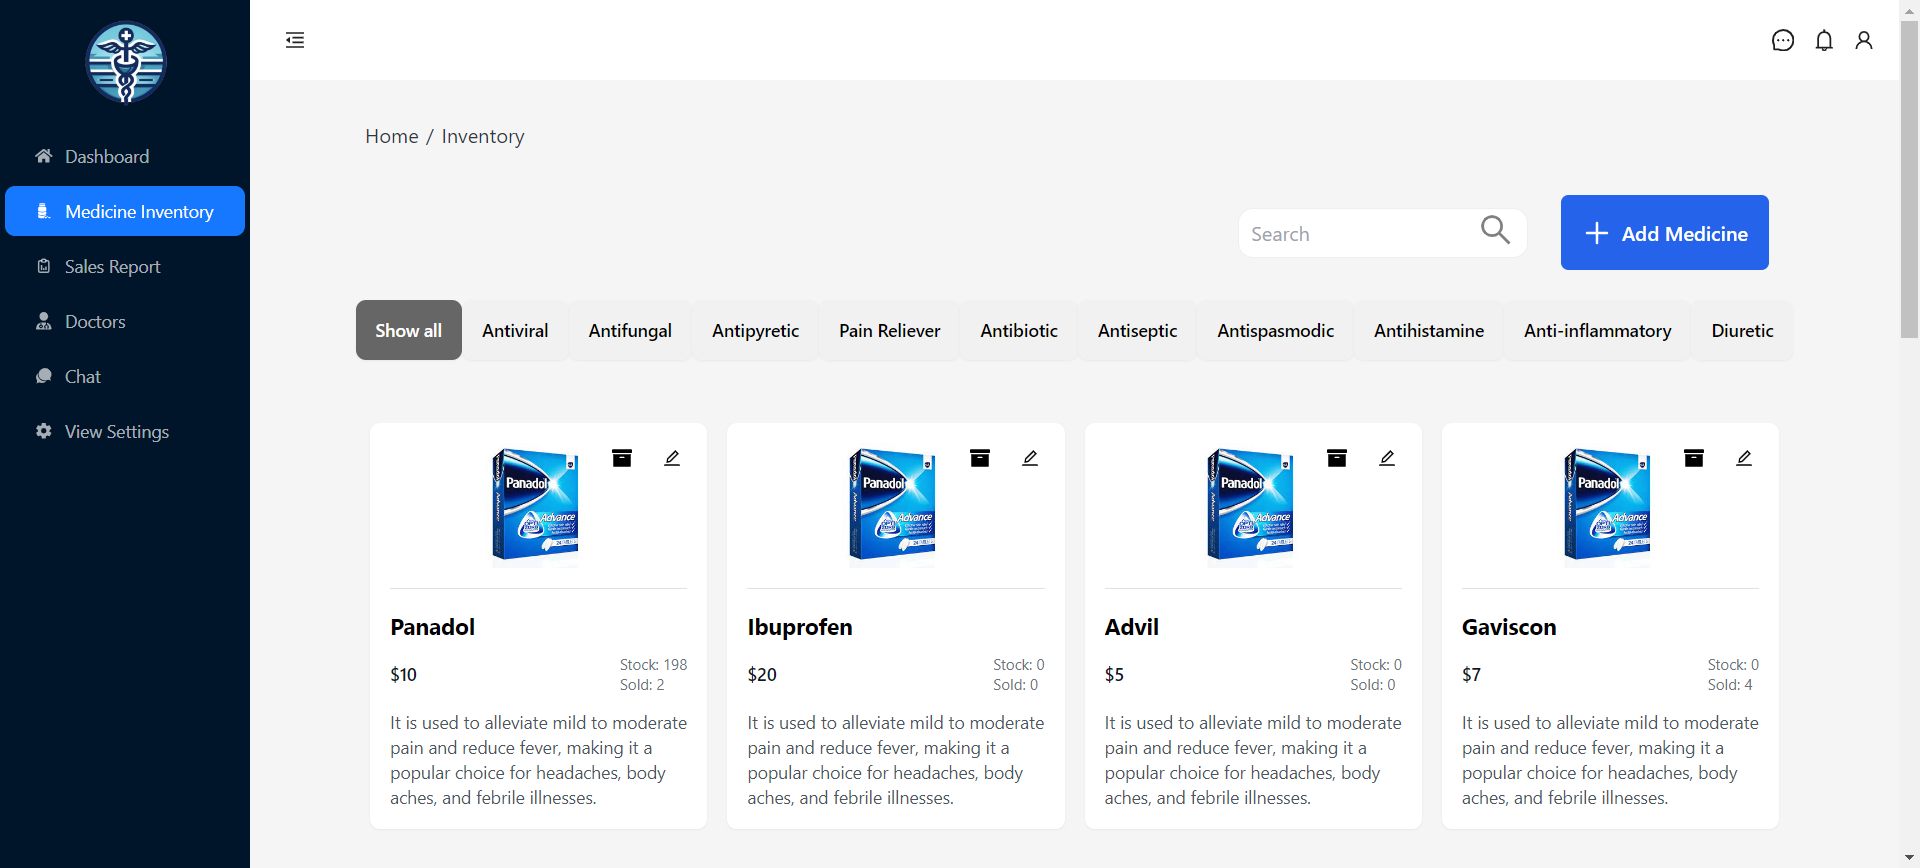 Dashboard
Medicine Inventory
Sales Report
Doctors
Chat
View Settings
Home / Inventory
Search
Add Medicine
Show all
Antiviral
Antifungal
Antipyretic
Pain Reliever
Antibiotic
Antiseptic
Antispasmodic
Antihistamine
Anti-inflammatory
Diuretic
Panadol
Advance
Panadol
$10
Stock: 198
Sold: 2
It is used to alleviate mild to moderate
pain and reduce fever, making it a
popular choice for headaches, body
aches, and febrile illnesses.
Panadol
Advance
Ibuprofen
$20
Stock: 0
Sold: 0
It is used to alleviate mild to moderate
pain and reduce fever, making it a
popular choice for headaches, body
aches, and febrile illnesses.
Panadol
Advance
Advil
$5
Stock: 0
Sold: 0
It is used to alleviate mild to moderate
pain and reduce fever, making it a
popular choice for headaches, body
aches, and febrile illnesses.
Panadol
Advance
Gaviscon
$7
Stock: 0
Sold: 4
It is used to alleviate mild to moderate
pain and reduce fever, making it a
popular choice for headaches, body
aches, and febrile illnesses.